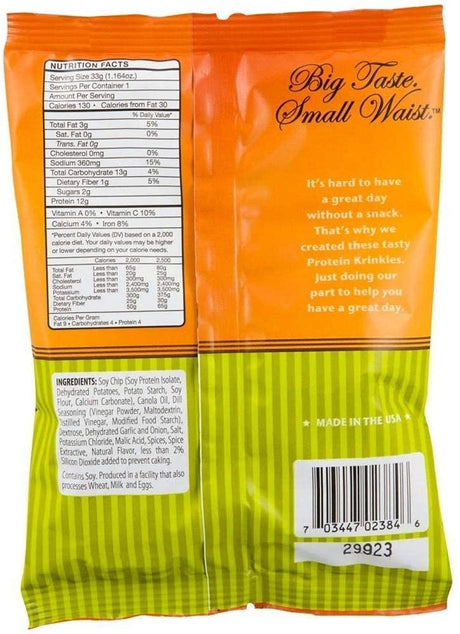 NUTRITION FACTS
Serving Size 33g (1.164oz.)
Servings Per Container 1
Amount Per Serving
Calories 130 • Calories from Fat 30
% Daily Value*
Total Fat 3g 5%
Sat. Fat 0g 0%
Trans. Fat 0g
Cholesterol 0mg 0%
Sodium 360mg 15%
Total Carbohydrate 13g 4%
Dietary Fiber 1g 5%
Sugars 2g
Protein 12g
Vitamin A 0% • Vitamin C 10%
Calcium 4% • Iron 8%
*Percent Daily Values (DV) based on a 2,000
calorie diet. Your daily values may be higher
or lower depending on your calorie needs.
Calories 2,000 2,500
Total Fat Less than 65g 80g
Sat. Fat Less than 20g 25g
Cholesterol Less than 300mg 300mg
Sodium Less than 2,400mg 2,400mg
Potassium 3,500mg 3,500mg
Total Carbohydrate 300g 375g
Dietary Fiber 25g 30g
Protein 50g 65g
Calories Per Gram
Fat 9 • Carbohydrates 4 • Protein 4
INGREDIENTS: Soy Chip (Soy Protein Isolate,
Dehydrated Potatoes, Potato Starch, Soy
Flour, Calcium Carbonate), Canola Oil, Dill
Seasoning (Vinegar Powder, Maltodextrin,
Distilled Vinegar, Modified Food Starch),
Dextrose, Dehydrated Garlic and Onion, Salt,
Potassium Chloride, Malic Acid, Spices, Spice
Extractive, Natural Flavor, less than 2%
Silicon Dioxide added to prevent caking.
Contains Soy. Produced in a facility that also
processes Wheat, Milk and Eggs.
Big Taste.
Small Waist.™
It's hard to have
a great day
without a snack.
That's why we
created these tasty
Protein Krinkles.
Just doing our
part to help you
have a great day.
★ MADE IN THE USA ★
7 03447 02384 6
29923